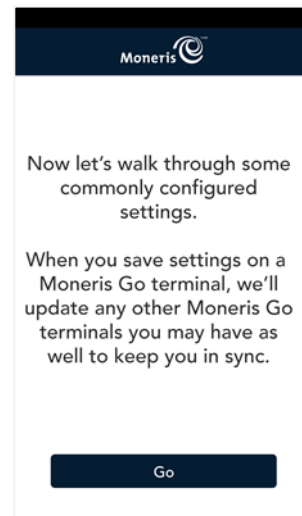 Moneris
Now let's walk through some
commonly configured
settings.
When you save settings on a
Moneris Go terminal, we'll
update any other Moneris Go
terminals you may have as
well to keep you in sync.
Go